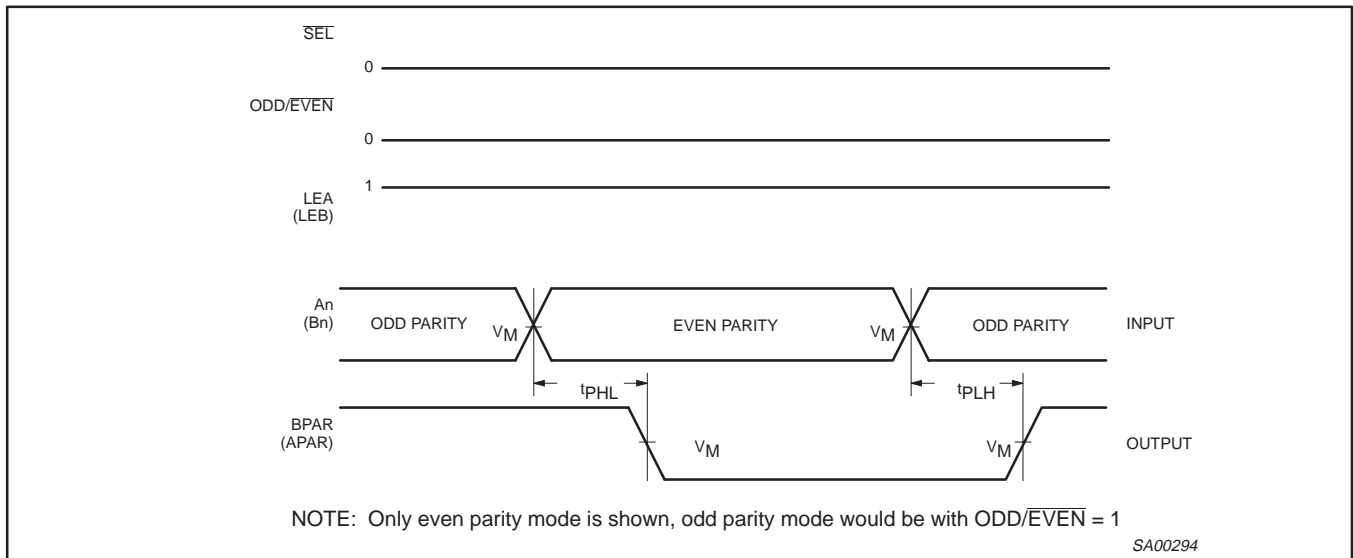 SEL
0
ODD/EVEN
0
1
LEA
(LEB)
An
(Bn)
ODD PARITY
VM
EVEN PARITY
VM
ODD PARITY
INPUT
tPHL
tPLH
BPAR
(APAR)
VM
VM
OUTPUT
NOTE: Only even parity mode is shown, odd parity mode would be with ODD/EVEN = 1
SA00294